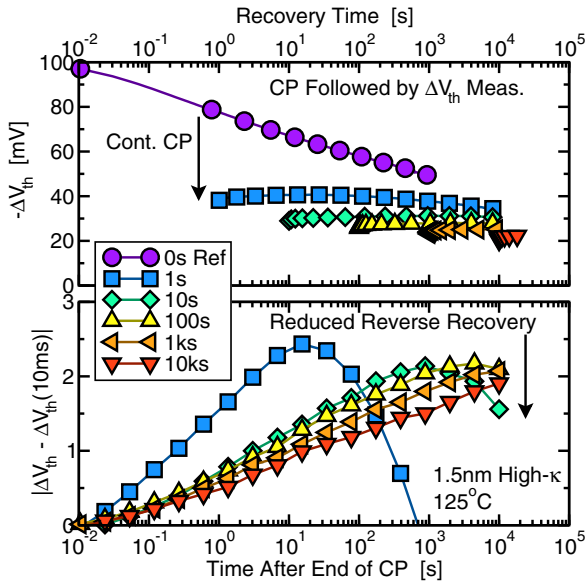 Recovery Time [s]
10^-2 10^-1 10^0 10^1 10^2 10^3 10^4 10^5
100
80
60
40
20
0
-ΔV_th [mV]
CP Followed by ΔV_th Meas.
Cont. CP
0s Ref
1s
10s
100s
1ks
10ks
3
2
1
0
|ΔV_th - ΔV_th(10ms)|
Reduced Reverse Recovery
1.5nm High-κ
125°C
10^-2 10^-1 10^0 10^1 10^2 10^3 10^4 10^5
Time After End of CP [s]